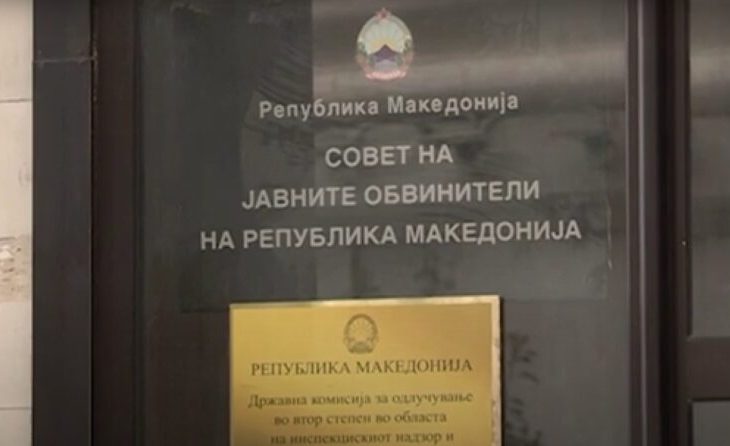 Република Македонија
СОВЕТ НА
ЈАВНИТЕ ОБВИНИТЕЛИ
НА РЕПУБЛИКА МАКЕДОНИЈА
РЕПУБЛИКА МАКЕДОНИЈА
Државна комисија за одлучување
во втор степен во областа
на инспекцискиот надзор и